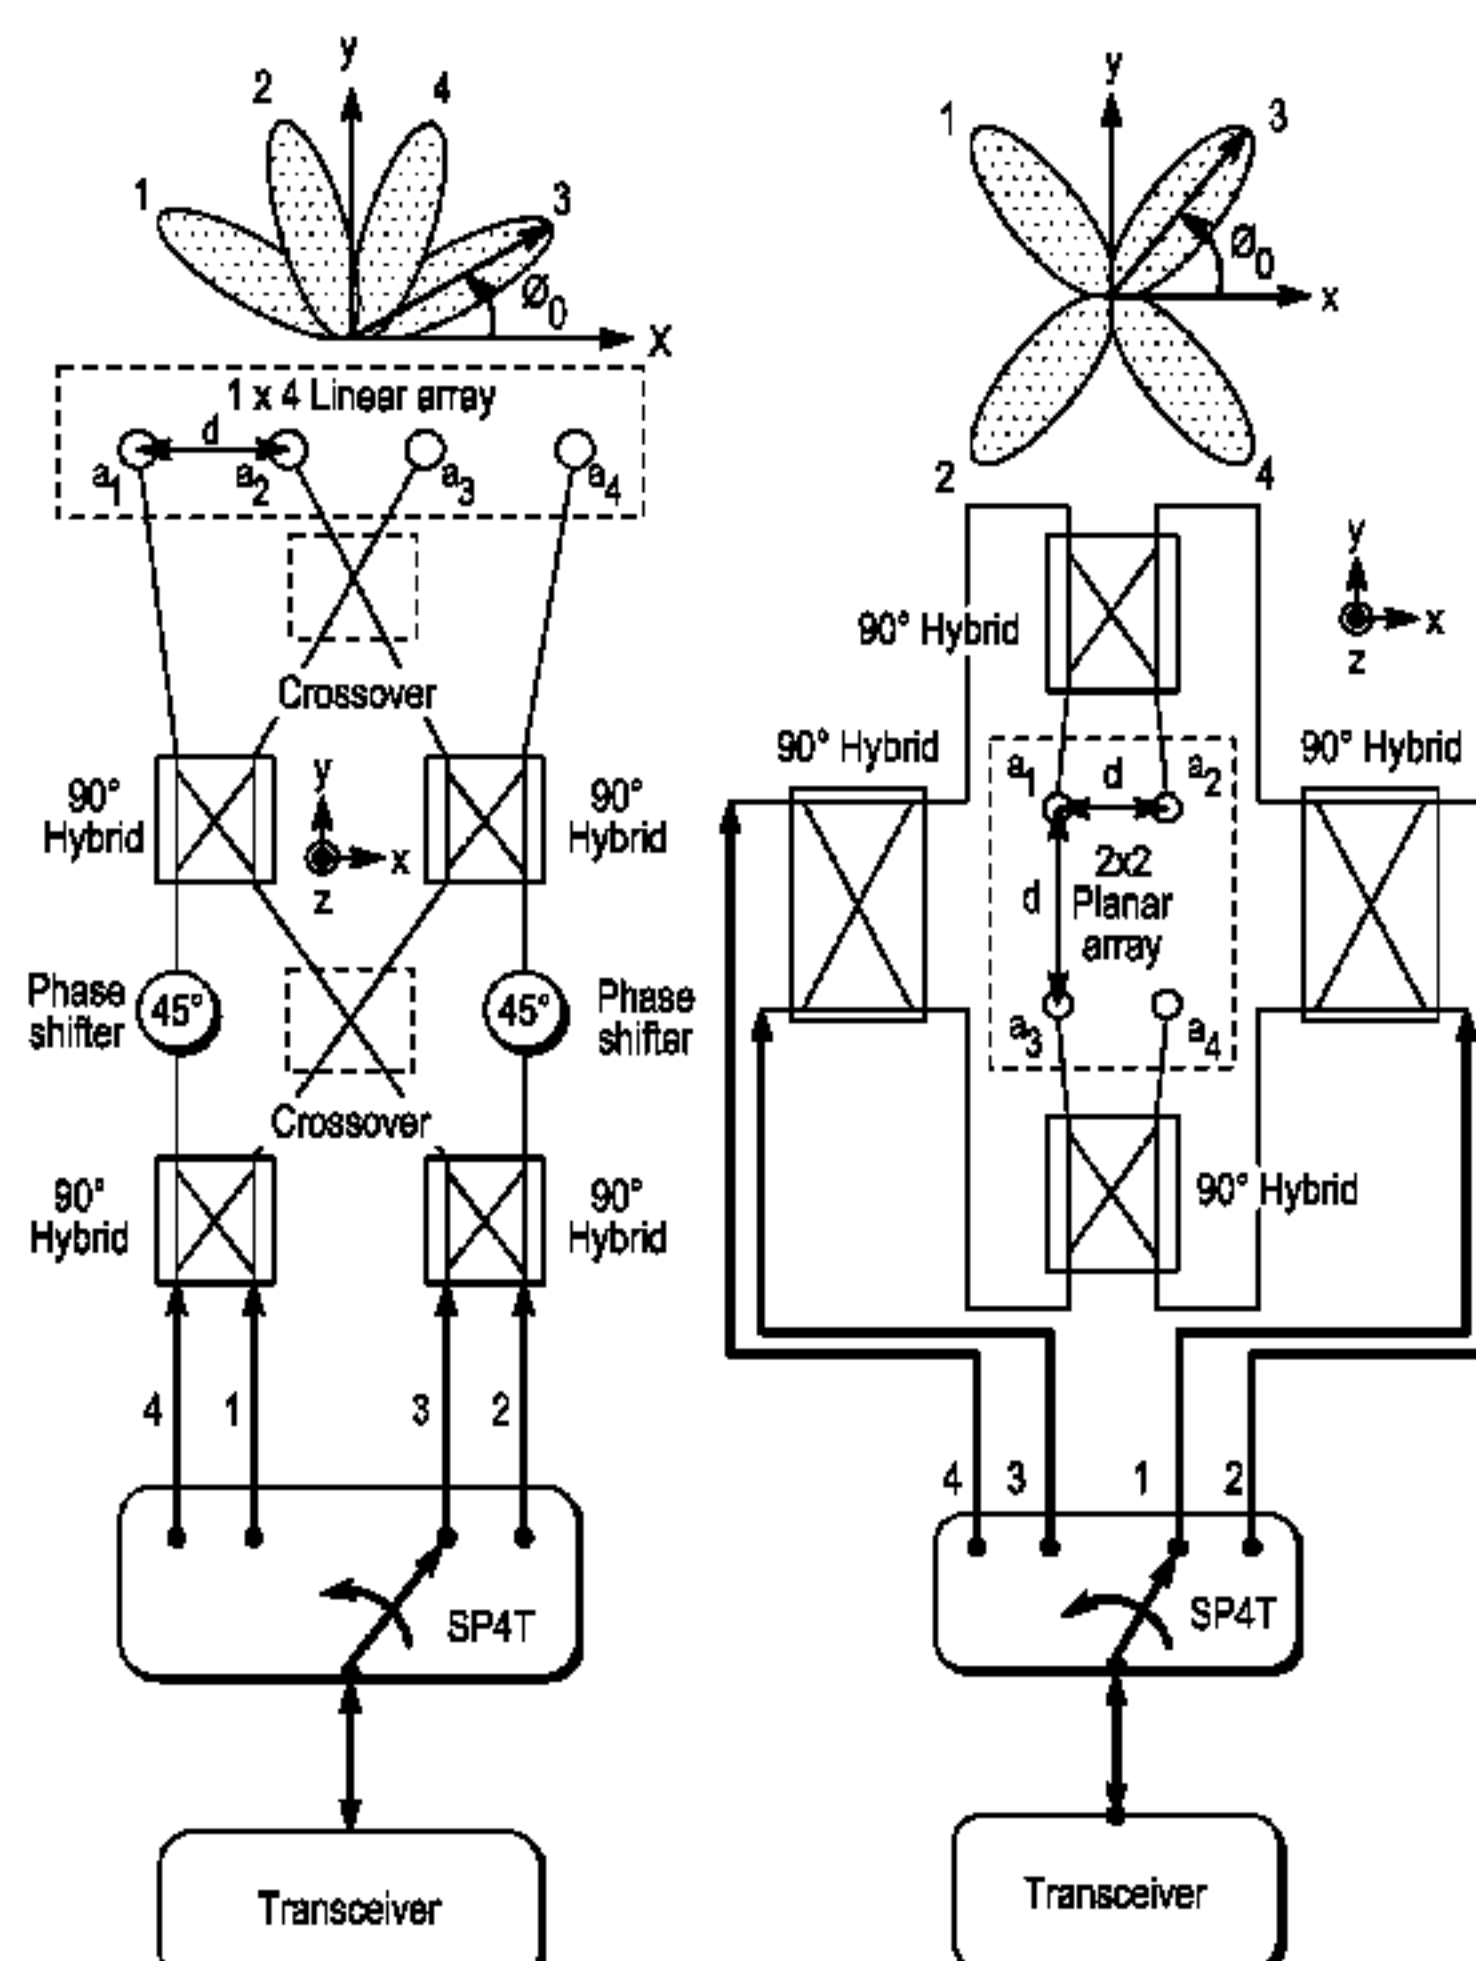 y
2
4
1
3
Ø0
X
1 x 4 Linear array
d
a1
a2
a3
a4
Crossover
90°
Hybrid
y
x
z
90°
Hybrid
Phase
shifter
45°
45°
Phase
shifter
Crossover
90°
Hybrid
90°
Hybrid
4
1
3
2
SP4T
Transceiver
y
1
3
Ø0
x
2
4
90° Hybrid
y
x
z
90° Hybrid
90° Hybrid
a1
d
a2
2x2
d
Planar
array
a3
a4
90° Hybrid
4
3
1
2
SP4T
Transceiver